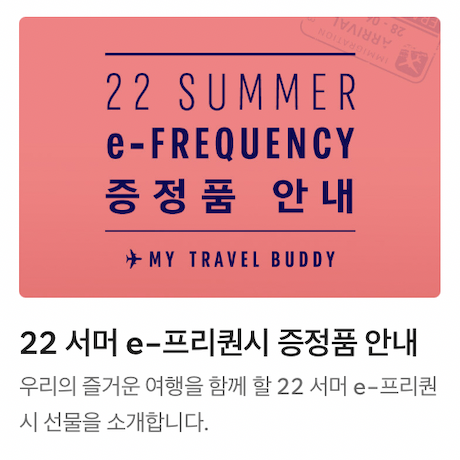 22 SUMMER
e-FREQUENCY
증정품 안내
MY TRAVEL BUDDY
IMMIGRATION
ARRIVAL
22 서머 e-프리퀀시 증정품 안내
우리의 즐거운 여행을 함께 할 22 서머 e-프리퀀
시 선물을 소개합니다.